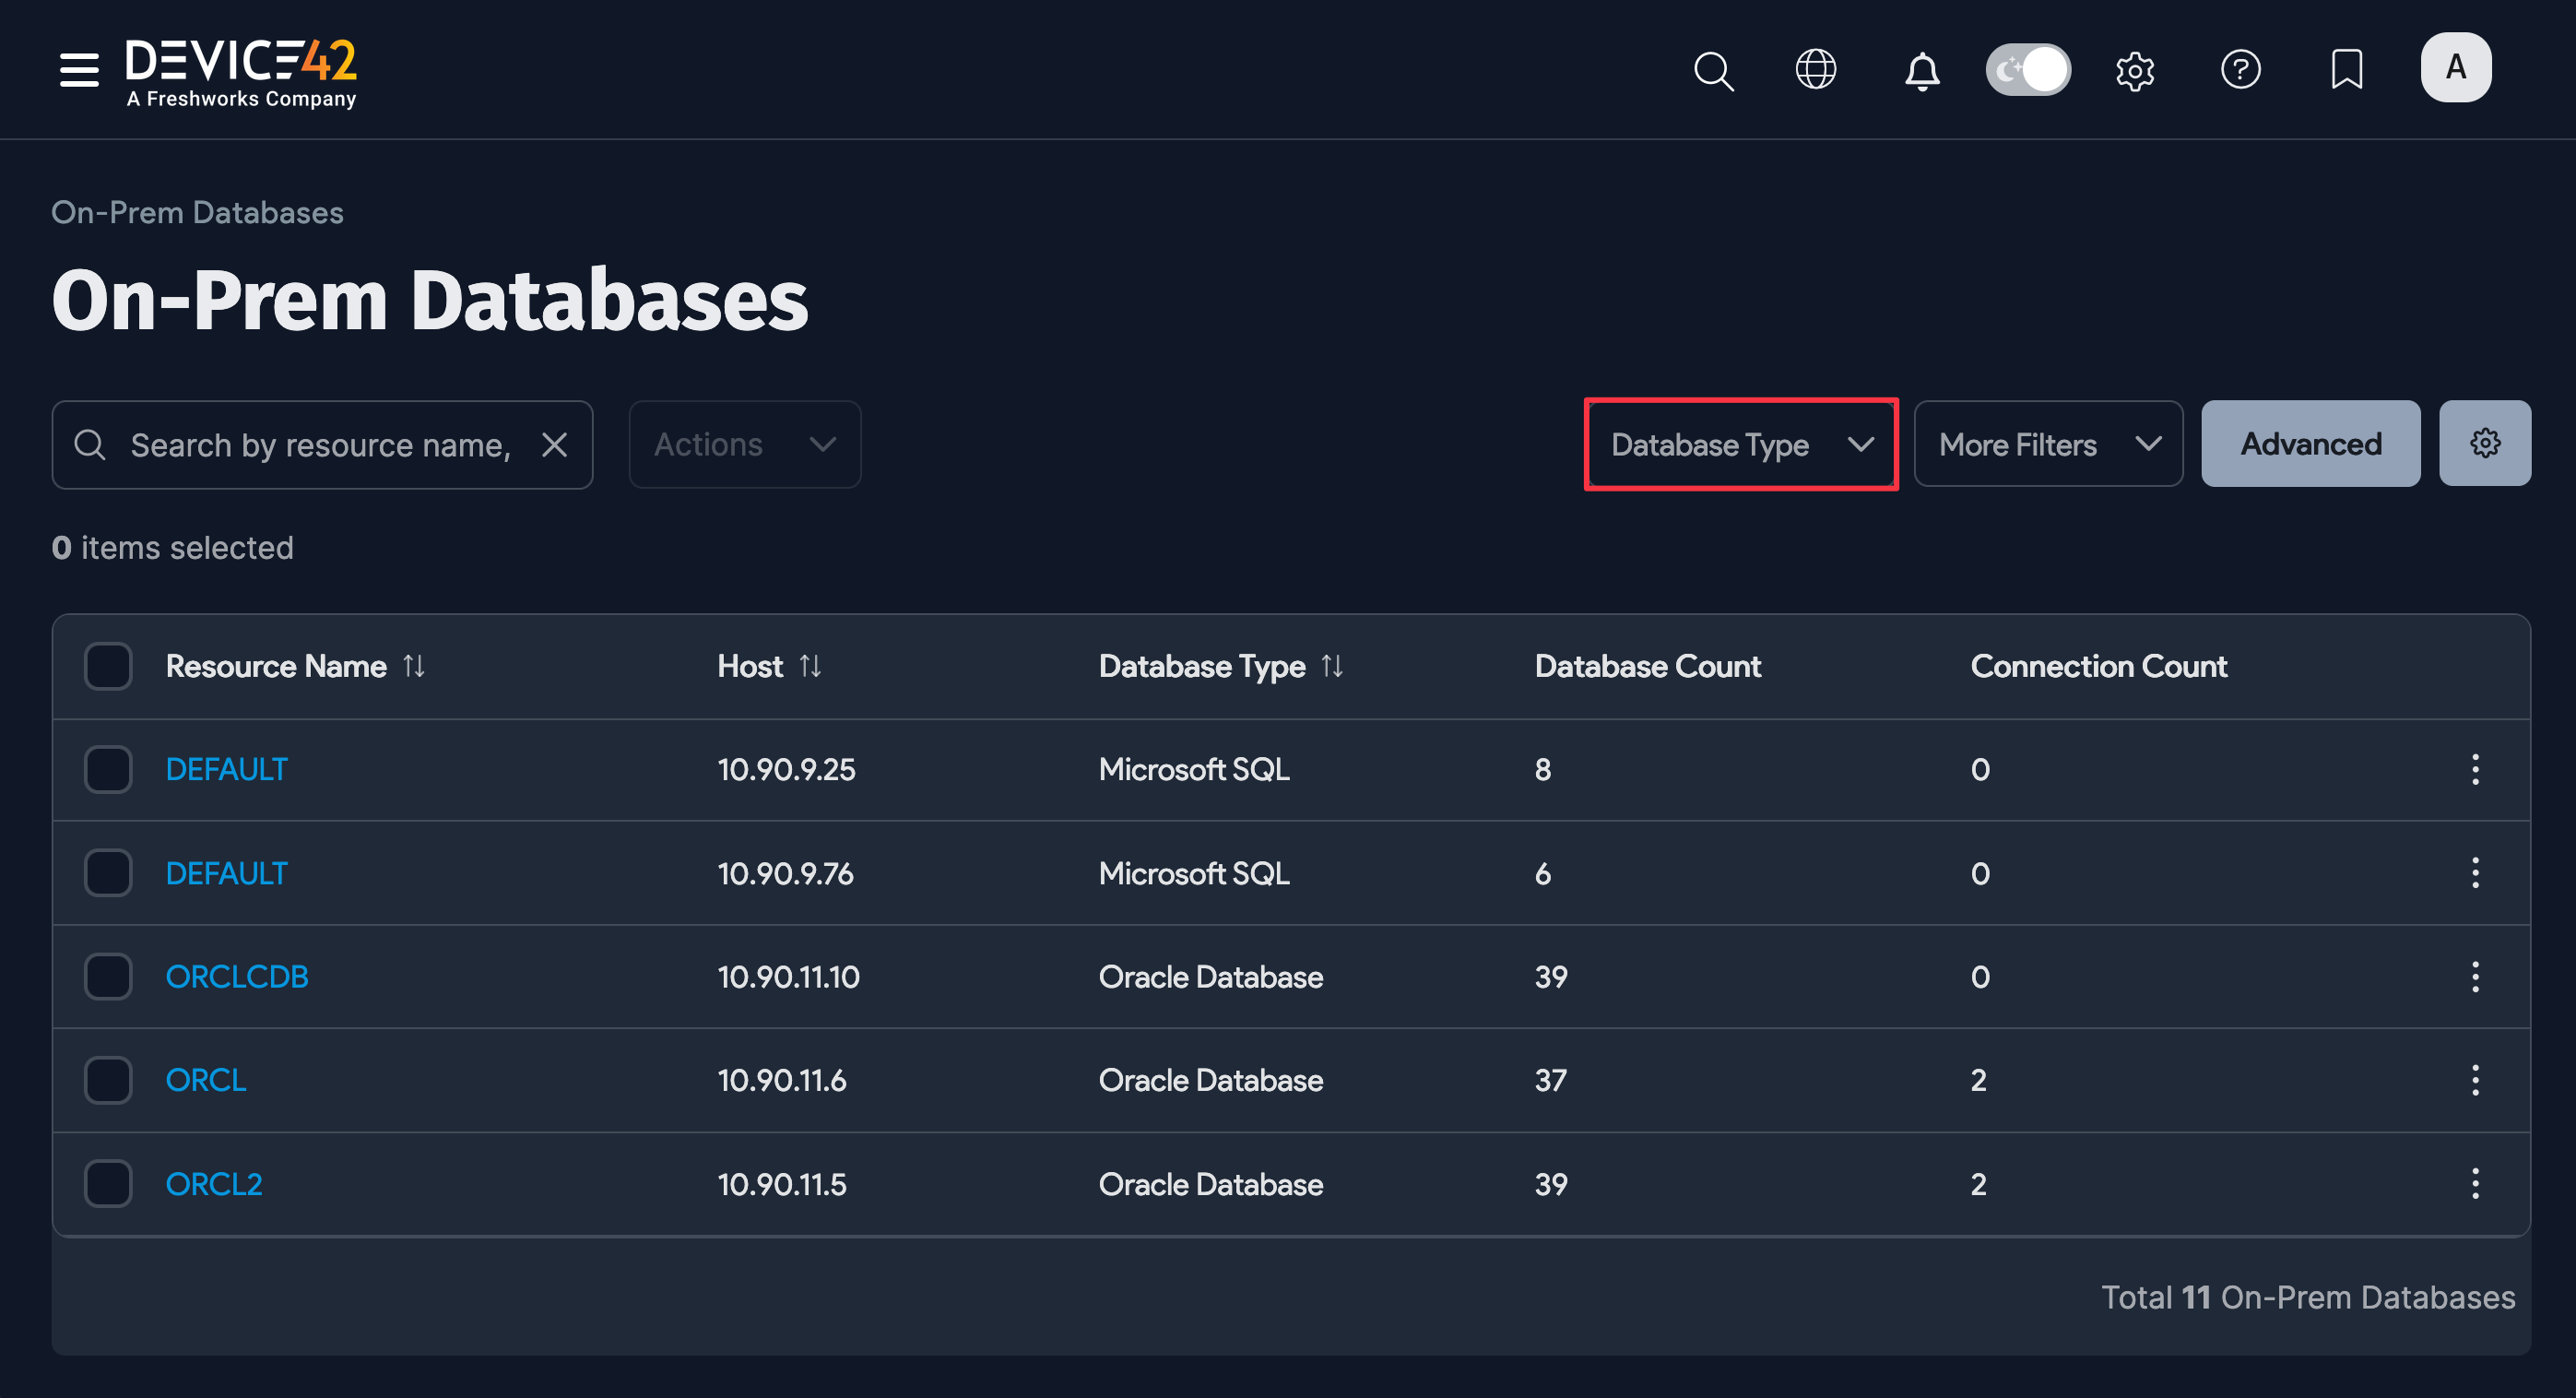 DEVICE42
A Freshworks Company
A
On-Prem Databases
On-Prem Databases
Search by resource name,
Actions
Database Type
More Filters
Advanced
0 items selected
Resource Name Host Database Type Database Count Connection Count
DEFAULT 10.90.9.25 Microsoft SQL 8 0
DEFAULT 10.90.9.76 Microsoft SQL 6 0
ORCLCDB 10.90.11.10 Oracle Database 39 0
ORCL 10.90.11.6 Oracle Database 37 2
ORCL2 10.90.11.5 Oracle Database 39 2
Total 11 On-Prem Databases